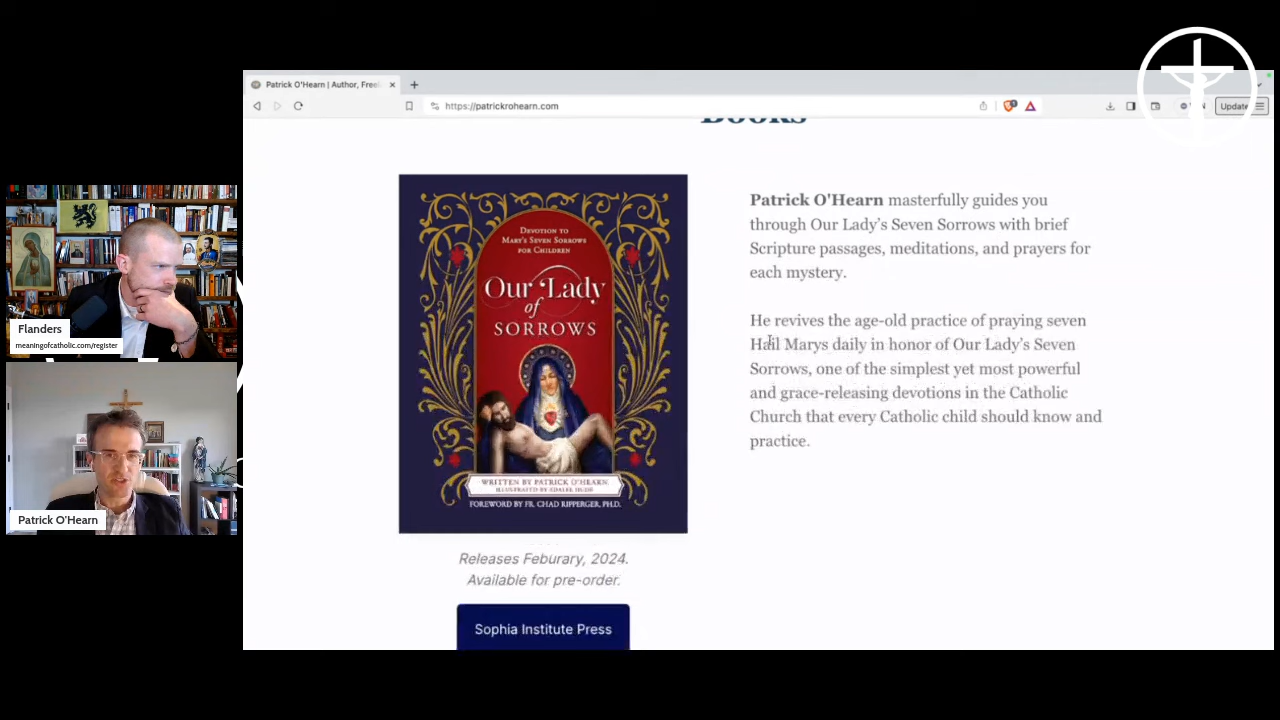 Patrick O'Hearn | Author, Free
https://patrickrohearn.com
Update
Books
DEVOTION TO
MARY'S SEVEN SORROWS
FOR CHILDREN
Our Lady
of
SORROWS
WRITTEN BY PATRICK O'HEARN
FOREWORD BY FR. CHAD RIPPERGER, PH.D.
Releases Feburary, 2024.
Available for pre-order.
Sophia Institute Press
Patrick O'Hearn masterfully guides you
through Our Lady's Seven Sorrows with brief
Scripture passages, meditations, and prayers for
each mystery.
He revives the age-old practice of praying seven
Hail Marys daily in honor of Our Lady's Seven
Sorrows, one of the simplest yet most powerful
and grace-releasing devotions in the Catholic
Church that every Catholic child should know and
practice.
Flanders
meaningofcatholic.com/register
Patrick O'Hearn